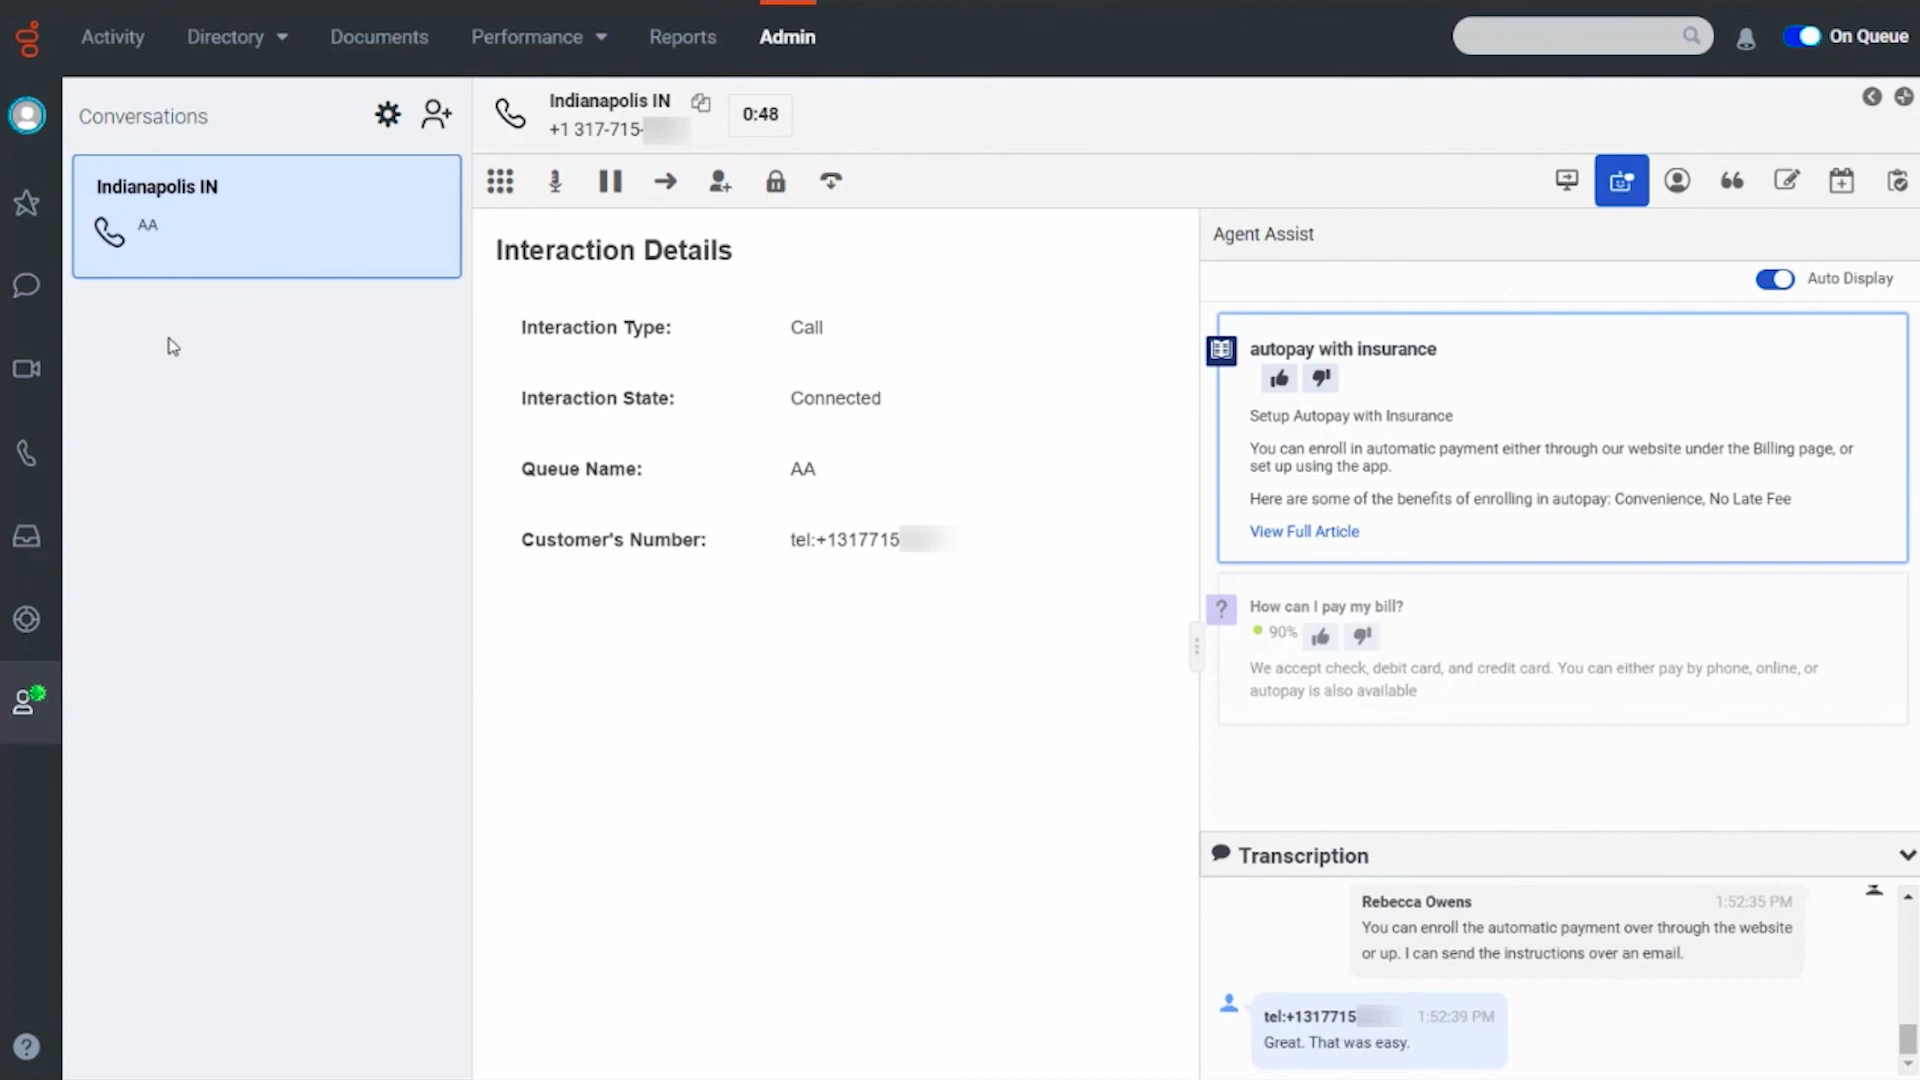 Activity
Directory
Documents
Performance
Reports
Admin
On Queue
Conversations
Indianapolis IN
AA
Indianapolis IN
+1 317-715-
0:48
Interaction Details
Interaction Type: Call
Interaction State: Connected
Queue Name: AA
Customer's Number: tel:+1317715
Agent Assist
Auto Display
autopay with insurance
Setup Autopay with Insurance
You can enroll in automatic payment either through our website under the Billing page, or
set up using the app.
Here are some of the benefits of enrolling in autopay: Convenience, No Late Fee
View Full Article
?
How can I pay my bill?
90%
We accept check, debit card, and credit card. You can either pay by phone, online, or
autopay is also available
Transcription
Rebecca Owens 1:52:35 PM
You can enroll the automatic payment over through the website
or up. I can send the instructions over an email.
tel:+1317715 1:52:39 PM
Great. That was easy.
?